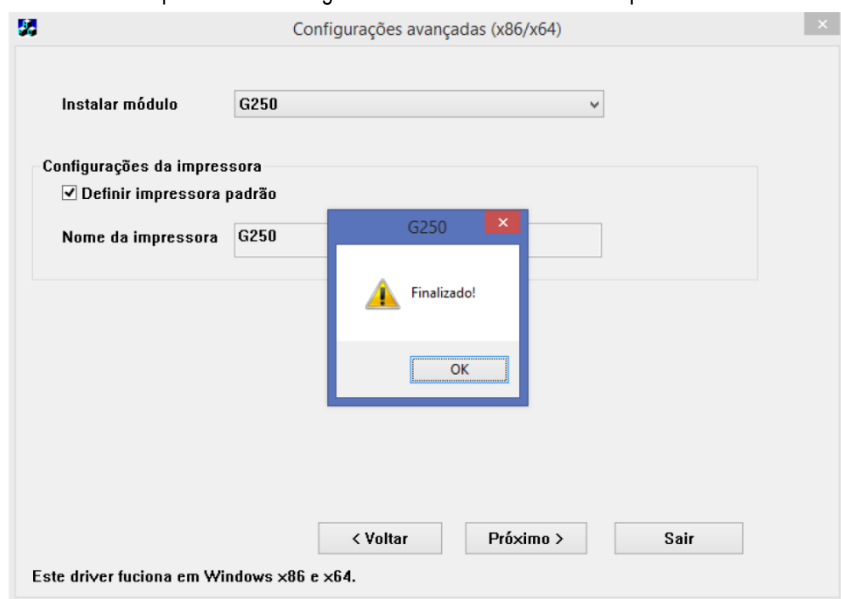 Configurações avançadas (x86/x64)
Instalar módulo G250
Configurações da impressora
Definir impressora padrão
Nome da impressora G250
G250
Finalizado!
OK
< Voltar Próximo > Sair
Este driver fuciona em Windows x86 e x64.